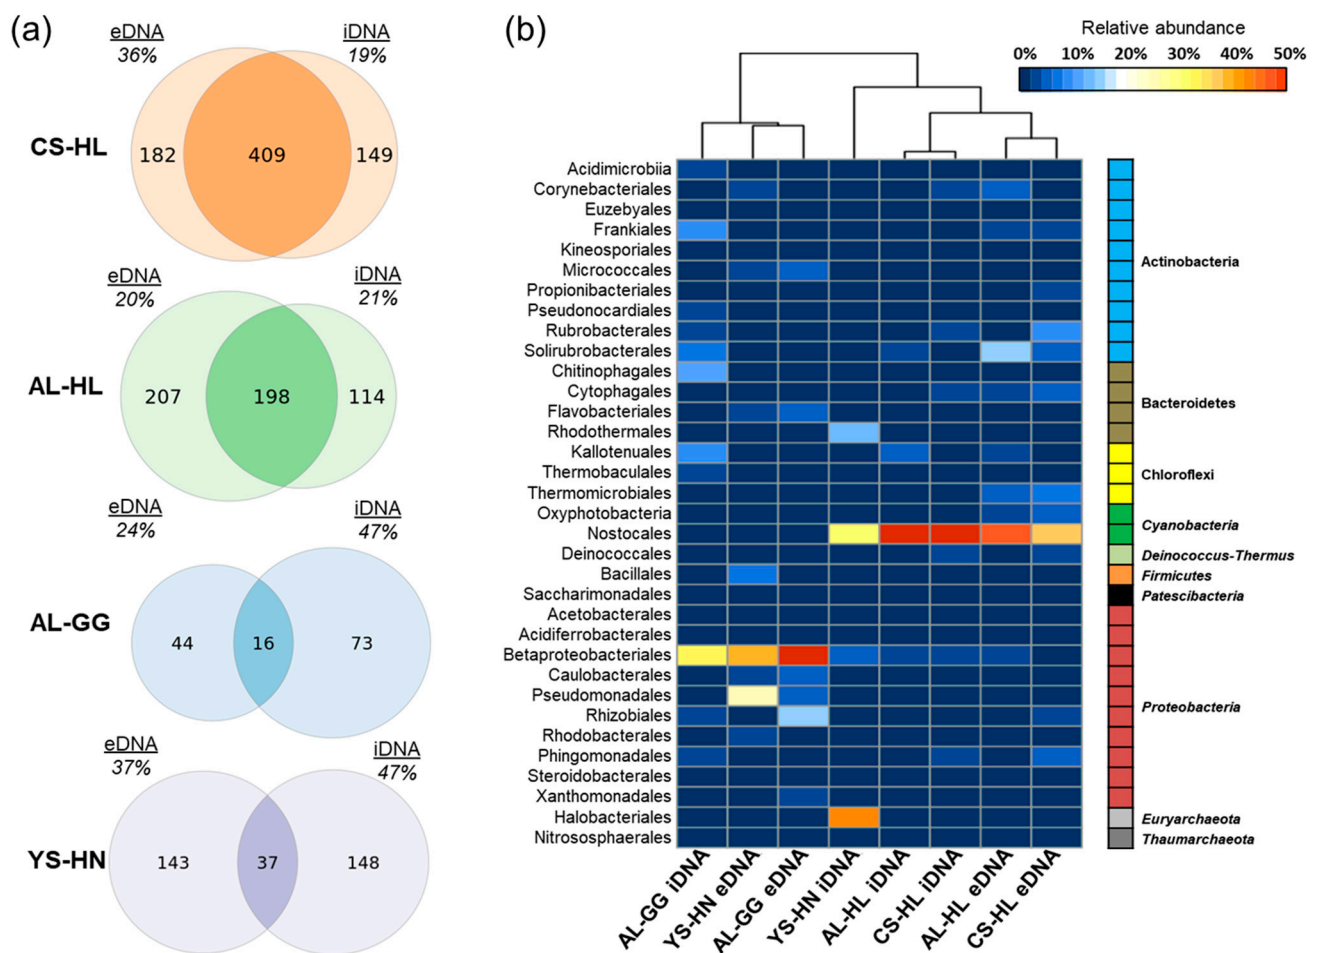 (a)
eDNA
36%
iDNA
19%
CS-HL
182
409
149
eDNA
20%
iDNA
21%
AL-HL
207
198
114
eDNA
24%
iDNA
47%
AL-GG
44
16
73
eDNA
37%
iDNA
47%
YS-HN
143
37
148
(b)
Relative abundance
0% 10% 20% 30% 40% 50%
Acidimicrobiia
Corynebacteriales
Euzebyales
Frankiales
Kineosporiales
Micrococcales
Propionibacteriales
Pseudonocardiales
Rubrobacterales
Solirubrobacterales
Chitinophagales
Cytophagales
Flavobacteriales
Rhodothermales
Kallotenuales
Thermobaculales
Thermomicrobiales
Oxyphotobacteria
Nostocales
Deinococcales
Bacillales
Saccharimonadales
Acetobacterales
Acidiferrobacterales
Betaproteobacteriales
Caulobacterales
Pseudomonadales
Rhizobiales
Rhodobacterales
Phingomonadales
Steroidobacterales
Xanthomonadales
Halobacteriales
Nitrososphaerales
Actinobacteria
Bacteroidetes
Chloroflexi
Cyanobacteria
Deinococcus-Thermus
Firmicutes
Patescibacteria
Proteobacteria
Euryarchaeota
Thaumarchaeota
AL-GG iDNA
YS-HN eDNA
AL-GG eDNA
YS-HN iDNA
AL-HL iDNA
CS-HL iDNA
AL-HL eDNA
CS-HL eDNA